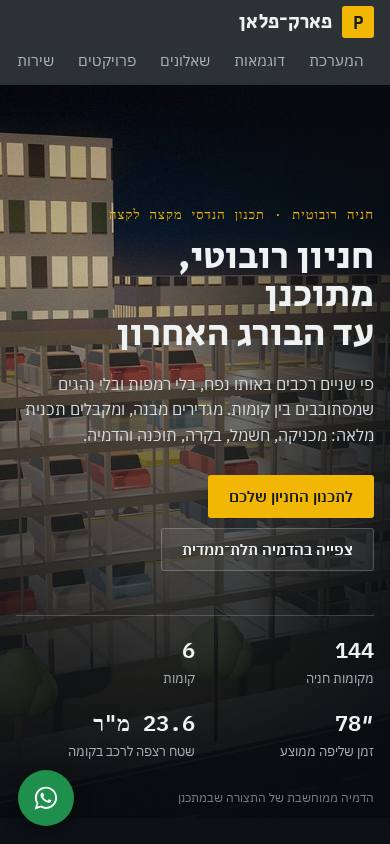 P פארק־פלאן
המערכת דוגמאות שאלונים פרויקטים שירות
חניה רובוטית · תכנון הנדסי מקצה לקצה
חניון רובוטי,
מתוכנן
עד הבורג האחרון
פי שניים רכבים באותו נפח, בלי רמפות ובלי נהגים
שמסתובבים בין קומות. מגדירים מבנה, ומקבלים תכנית
מלאה: מכניקה, חשמל, בקרה, תוכנה והדמיה.
לתכנון החניון שלכם
צפייה בהדמיה תלת־ממדית
144 6
מקומות חניה קומות
78″ 23.6 מ"ר
זמן שליפה ממוצע שטח רצפה לרכב בקומה
הדמיה ממוחשבת של התצורה שבמתכנן